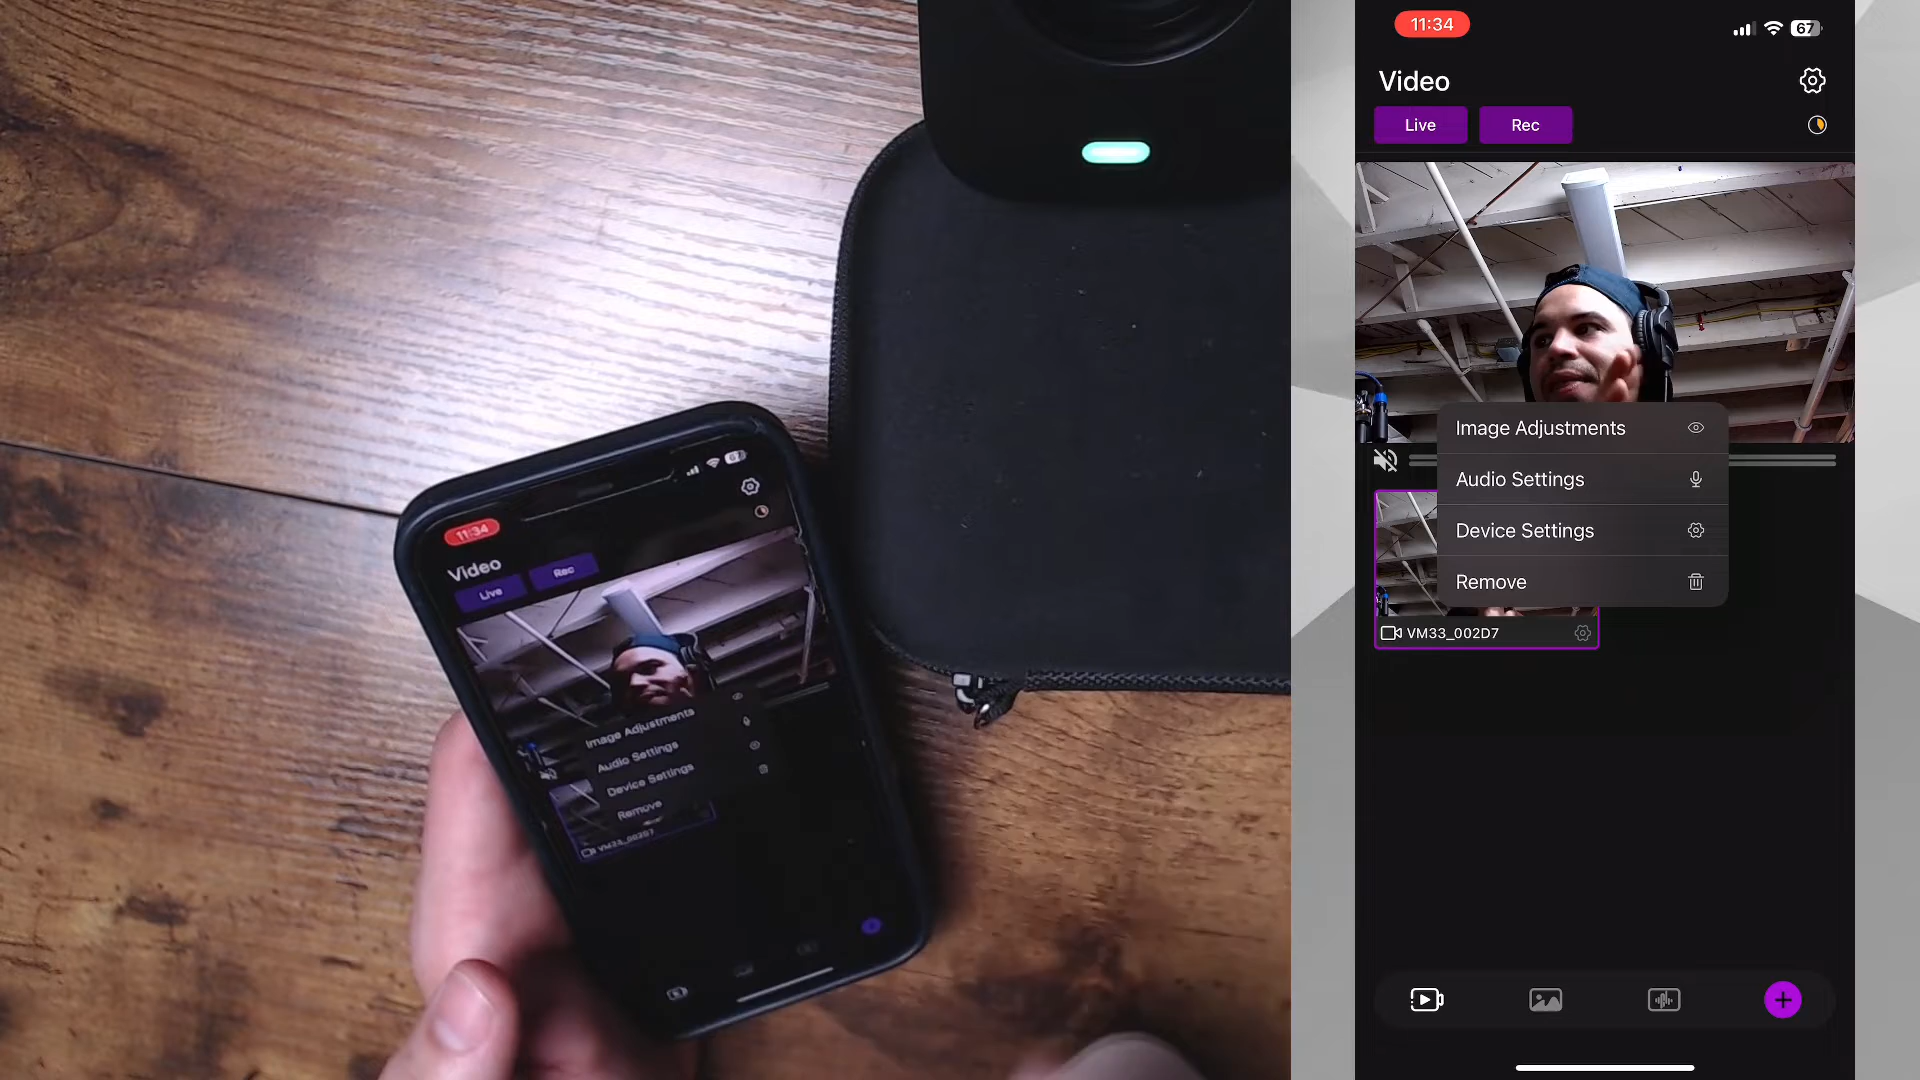 11:34
Video
Live
Rec
Image Adjustments
Audio Settings
Device Settings
Remove
VM33_002D7
11:34
67
Video
Live
Rec
Image Adjustments
Audio Settings
Device Settings
Remove
VM33_002D7